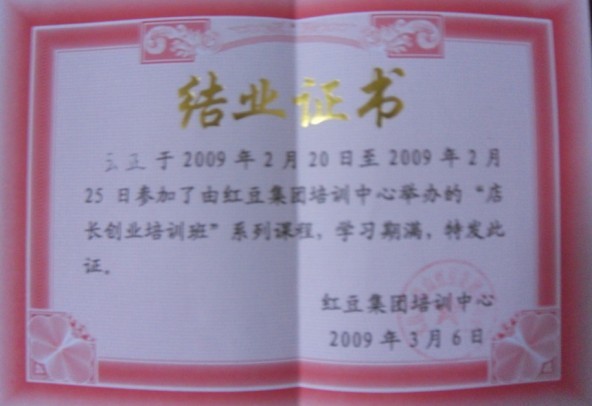 结业证书
于 2009 年 2 月 20 日至 2009 年 2 月
25 日参加了由红豆集团培训中心举办的“店
长创业培训班”系列课程，学习期满，特发此
证。
红豆集团培训中心
2009 年 3 月 6 日